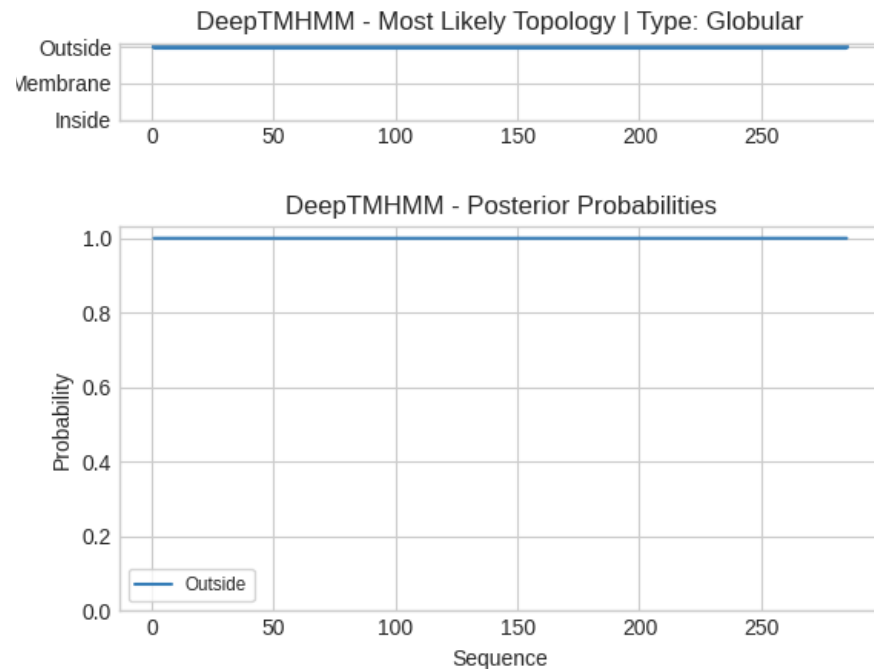 DeepTMHMM - Most Likely Topology | Type: Globular
Outside
Membrane
Inside
0 50 100 150 200 250
DeepTMHMM - Posterior Probabilities
1.0
0.8
0.6
0.4
0.2
0.0
Probability
Outside
0 50 100 150 200 250
Sequence